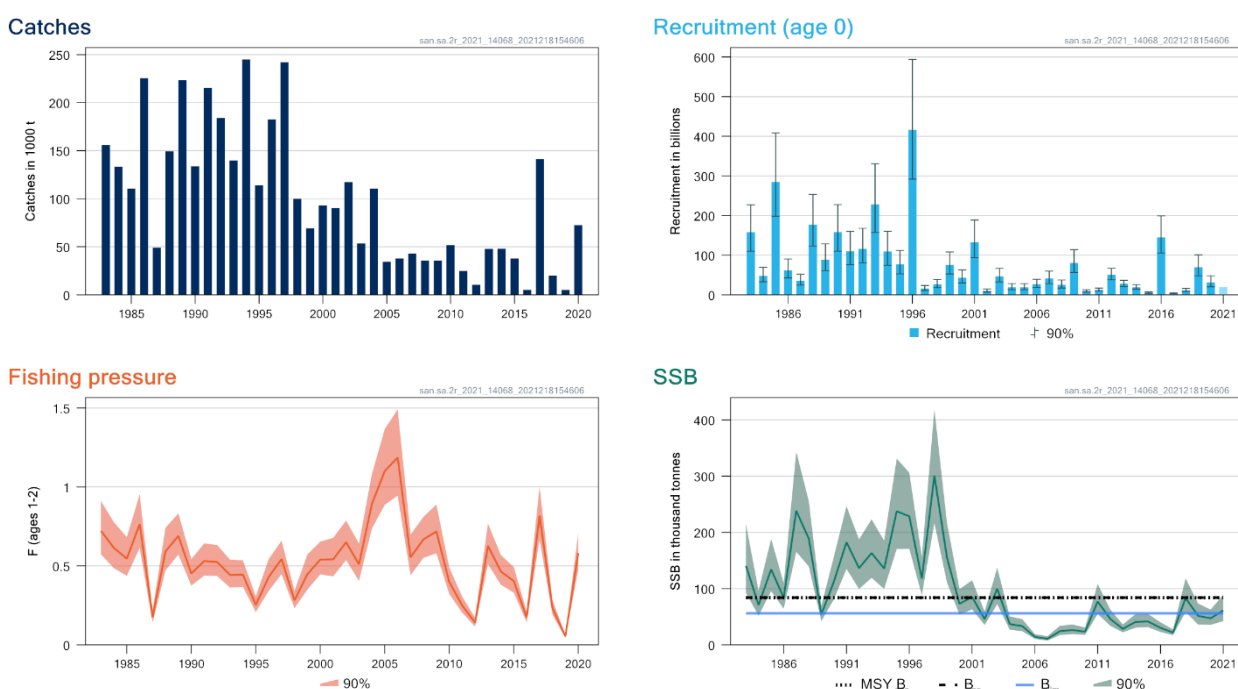 Catches
san.sa.2r_2021_14068_2021218154606
Catches in 1000 t
250
200
150
100
50
0
1985 1990 1995 2000 2005 2010 2015 2020
Recruitment (age 0)
san.sa.2r_2021_14068_2021218154606
Recruitment in billions
600
500
400
300
200
100
0
1986 1991 1996 2001 2006 2011 2016 2021
Recruitment 90%
Fishing pressure
san.sa.2r_2021_14068_2021218154606
F (ages 1-2)
1.5
1
0.5
0
1985 1990 1995 2000 2005 2010 2015 2020
90%
SSB
san.sa.2r_2021_14068_2021218154606
SSB in thousand tonnes
400
300
200
100
0
1986 1991 1996 2001 2006 2011 2016 2021
MSY B B B 90%